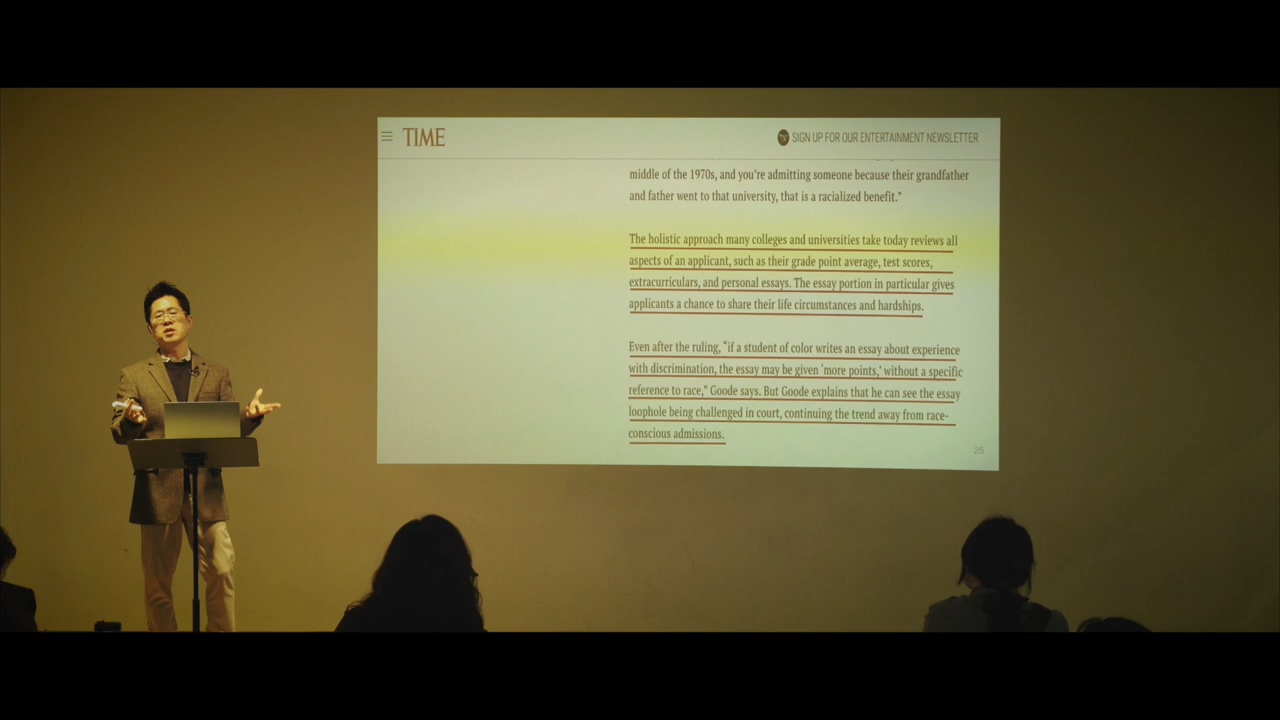 TIME
SIGN UP FOR OUR ENTERTAINMENT NEWSLETTER
middle of the 1970s, and you're admitting someone because their grandfather
and father went to that university, that is a racialized benefit."
The holistic approach many colleges and universities take today reviews all
aspects of an applicant, such as their grade point average, test scores,
extracurriculars, and personal essays. The essay portion in particular gives
applicants a chance to share their life circumstances and hardships.
Even after the ruling, "if a student of color writes an essay about experience
with discrimination, the essay may be given 'more points,' without a specific
reference to race," Goode says. But Goode explains that he can see the essay
loophole being challenged in court, continuing the trend away from race-
conscious admissions.
25